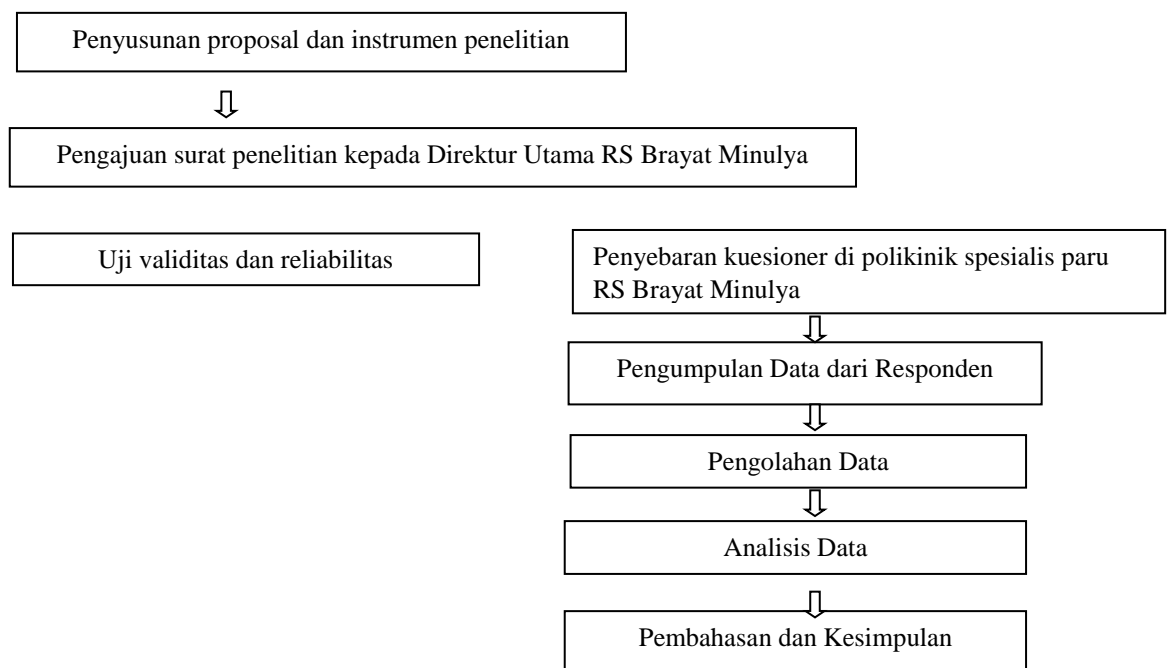 Penyusunan proposal dan instrumen penelitian
Pengajuan surat penelitian kepada Direktur Utama RS Brayat Minulya
Uji validitas dan reliabilitas
Penyebaran kuesioner di polikinik spesialis paru
RS Brayat Minulya
Pengumpulan Data dari Responden
Pengolahan Data
Analisis Data
Pembahasan dan Kesimpulan